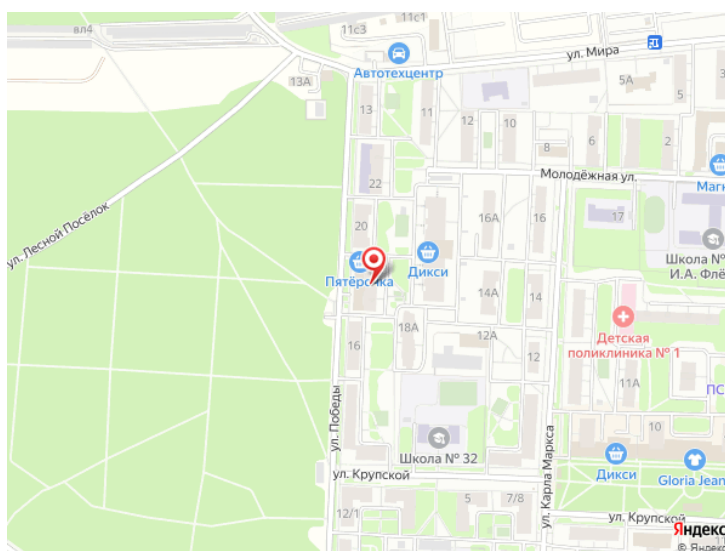 вл4
11с3
11с1
ул. Мира
Автотехцентр
13А
5А
5
13
11
12
10
6
2
3
8
Молодёжная ул.
Магн
22
17
ул. Лесной Посёлок
20
16А
16
Школа №
И.А. Флё
Пятёрочка
Дикси
14А
Детская
поликлиника № 1
18А
12А
16
12
11А
ПС
ул. Победы
ул. Карла Маркса
10
Школа № 32
Дикси
Gloria Jean
ул. Крупской
5
7/8
12/1
ул. Крупской
Яндекс
© Яндек